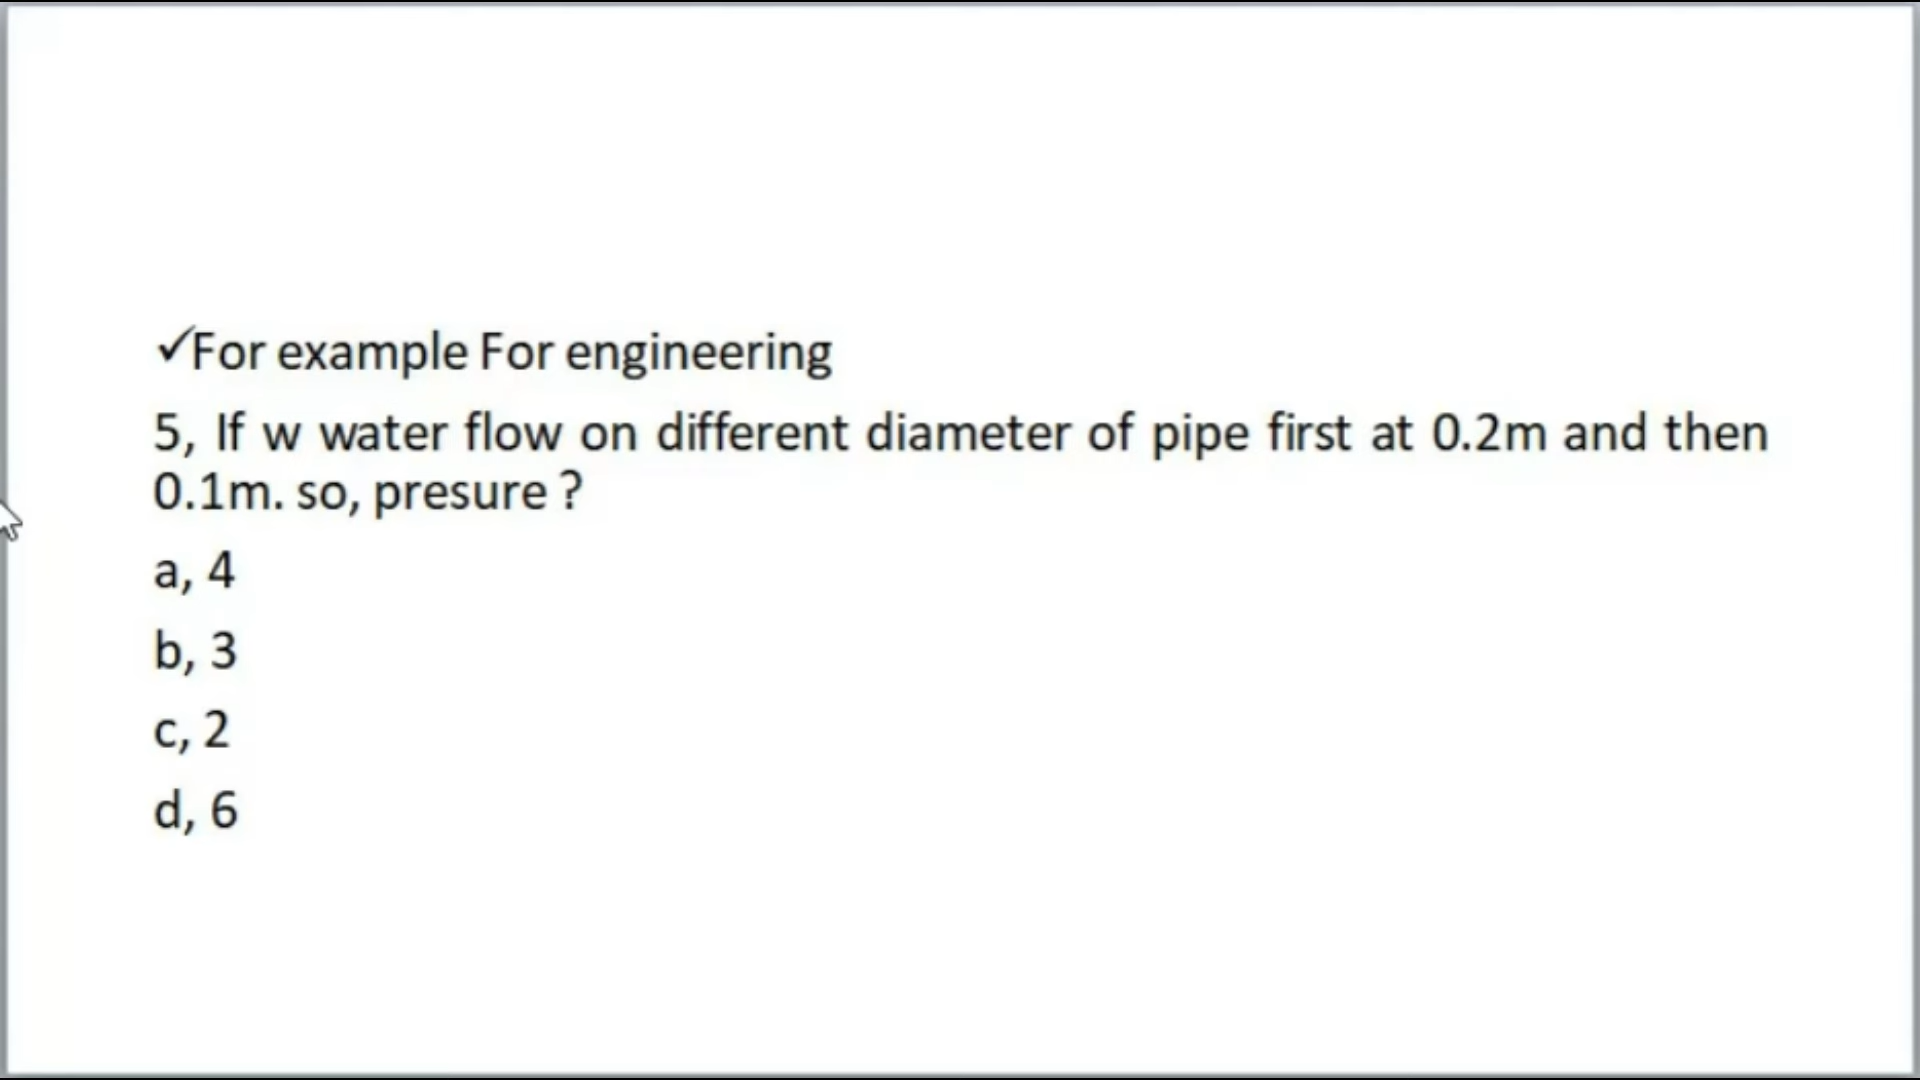 ✓For example For engineering
5, If w water flow on different diameter of pipe first at 0.2m and then
0.1m. so, presure ?
a, 4
b, 3
c, 2
d, 6